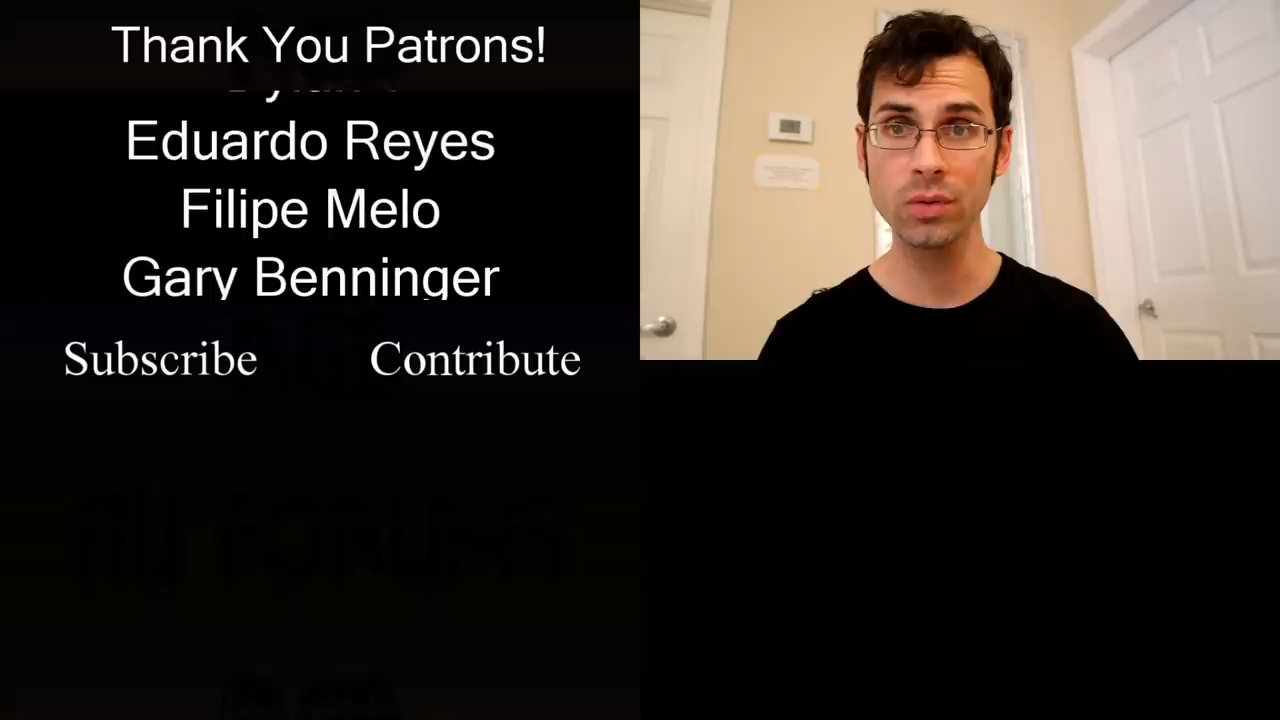 Thank You Patrons!
Eduardo Reyes
Filipe Melo
Gary Benninger
Subscribe
Contribute